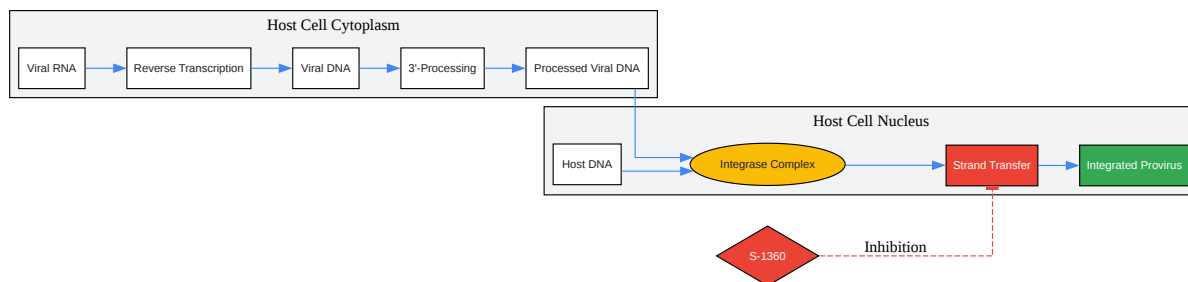 Host Cell Cytoplasm
Viral RNA
Reverse Transcription
Viral DNA
3'-Processing
Processed Viral DNA
Host Cell Nucleus
Host DNA
Integrase Complex
Strand Transfer
Integrated Provirus
Inhibition
S-1360